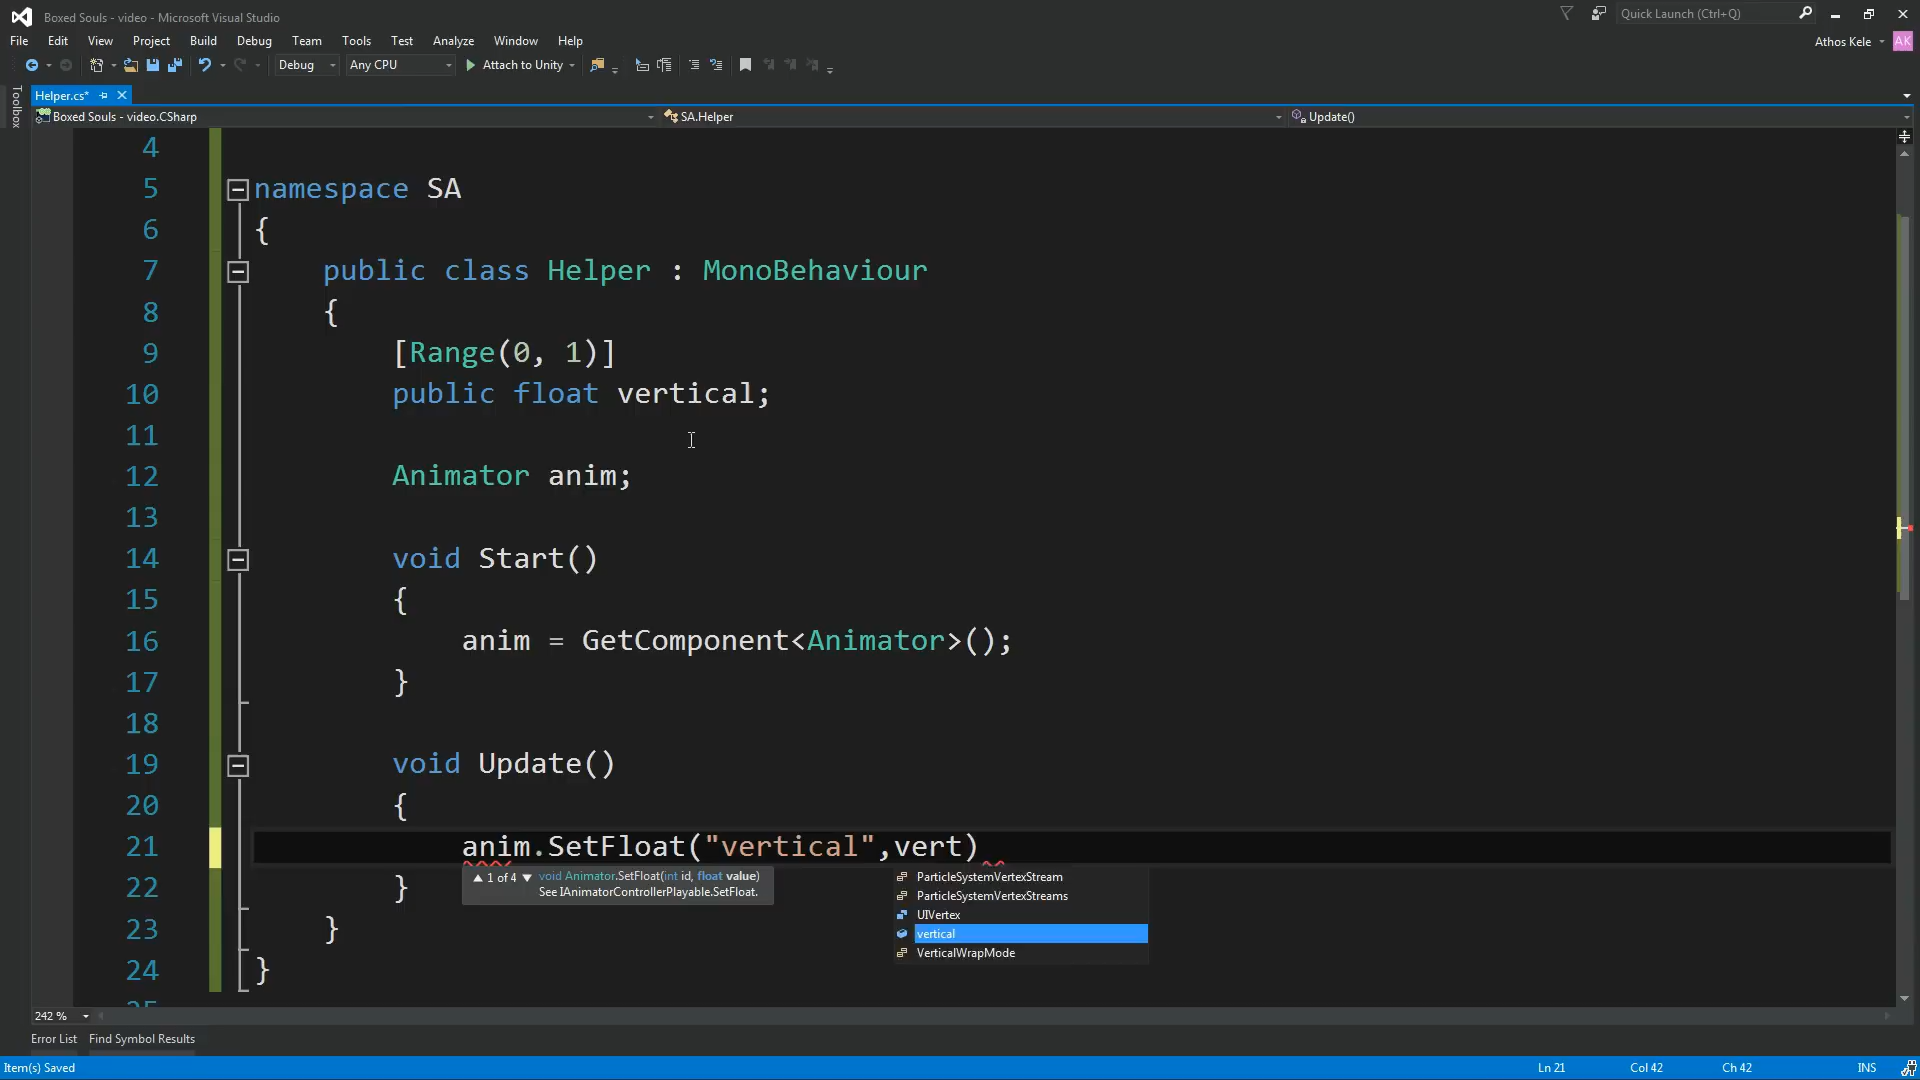 Boxed Souls - video - Microsoft Visual Studio
Quick Launch (Ctrl+Q)
File Edit View Project Build Debug Team Tools Test Analyze Window Help
Athos Kele AK
Debug Any CPU Attach to Unity
Toolbox
Helper.cs*
Boxed Souls - video.CSharp SA.Helper Update()
4
5 namespace SA
6 {
7 public class Helper : MonoBehaviour
8 {
9 [Range(0, 1)]
10 public float vertical;
11
12 Animator anim;
13
14 void Start()
15 {
16 anim = GetComponent<Animator>();
17 }
18
19 void Update()
20 {
21 anim.SetFloat("vertical",vert)
▲ 1 of 4 ▼ void Animator.SetFloat(int id, float value)
See IAnimatorControllerPlayable.SetFloat.
ParticleSystemVertexStream
ParticleSystemVertexStreams
UIVertex
vertical
VerticalWrapMode
22 }
23 }
24 }
25
242 %
Error List Find Symbol Results
Item(s) Saved Ln 21 Col 42 Ch 42 INS